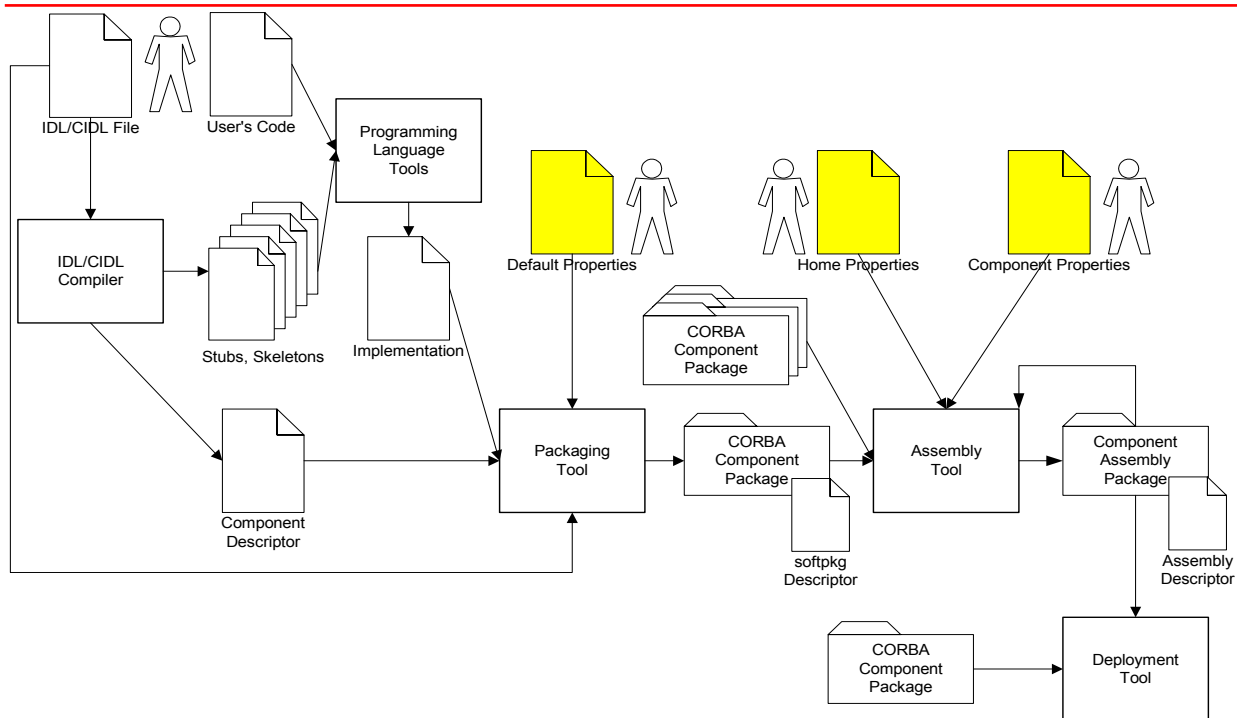 IDL/CIDL File
User's Code
Programming
Language
Tools
IDL/CIDL
Compiler
Stubs, Skeletons
Implementation
Default Properties
Home Properties
Component Properties
CORBA
Component
Package
Component
Descriptor
Packaging
Tool
CORBA
Component
Package
softpkg
Descriptor
Assembly
Tool
Component
Assembly
Package
Assembly
Descriptor
CORBA
Component
Package
Deployment
Tool